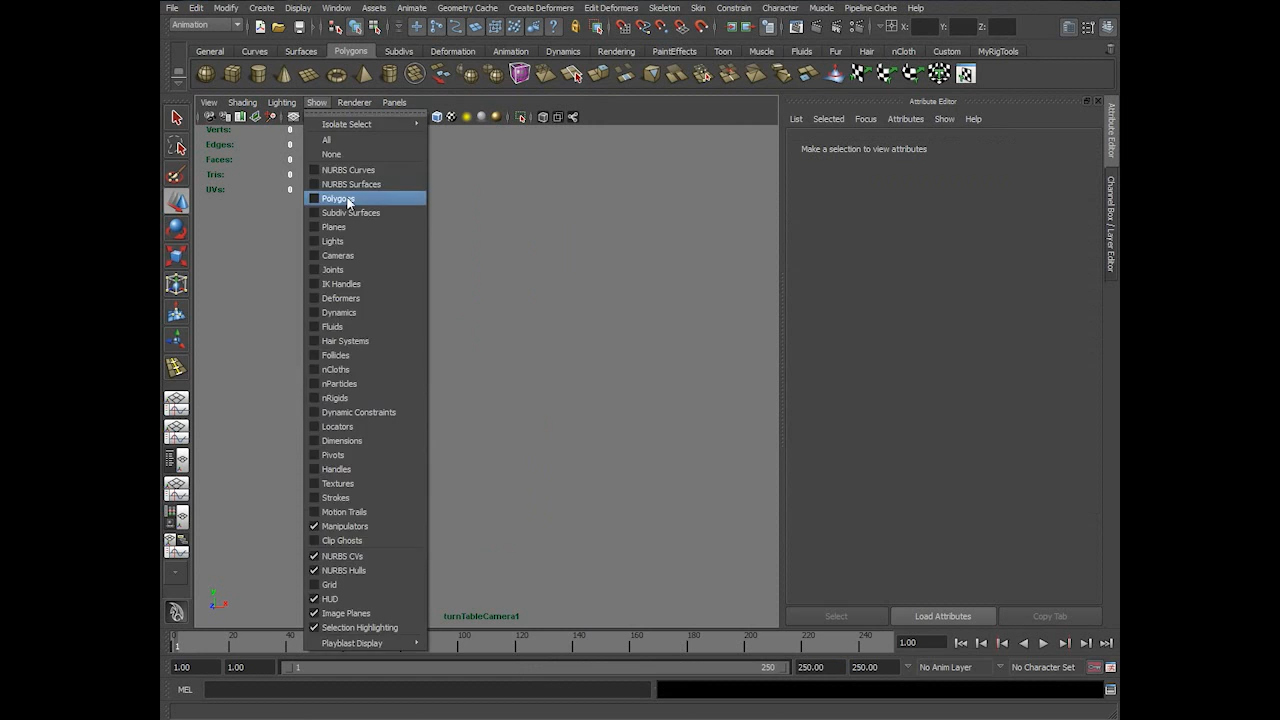 File Edit Modify Create Display Window Assets Animate Geometry Cache Create Deformers Edit Deformers Skeleton Skin Constrain Character Muscle Pipeline Cache Help
Animation X: Y: Z:
General Curves Surfaces Polygons Subdivs Deformation Animation Dynamics Rendering PaintEffects Toon Muscle Fluids Fur Hair nCloth Custom MyRigTools
View Shading Lighting Show Renderer Panels
Attribute Editor
List Selected Focus Attributes Show Help
Make a selection to view attributes
Attribute Editor
Channel Box / Layer Editor
Verts: 0
Edges: 0
Faces: 0
Tris: 0
UVs: 0
Isolate Select
All
None
NURBS Curves
NURBS Surfaces
Polygons
Subdiv Surfaces
Planes
Lights
Cameras
Joints
IK Handles
Deformers
Dynamics
Fluids
Hair Systems
Follicles
nCloths
nParticles
nRigids
Dynamic Constraints
Locators
Dimensions
Pivots
Handles
Textures
Strokes
Motion Trails
Manipulators
Clip Ghosts
NURBS CVs
NURBS Hulls
Grid
HUD
Image Planes
Selection Highlighting
Playblast Display
Y
Z X
turnTableCamera1
Select Load Attributes Copy Tab
0 20 40 100 120 140 160 180 200 220 240
1
1.00
1.00 1.00 1 250 250.00 250.00 No Anim Layer No Character Set
MEL